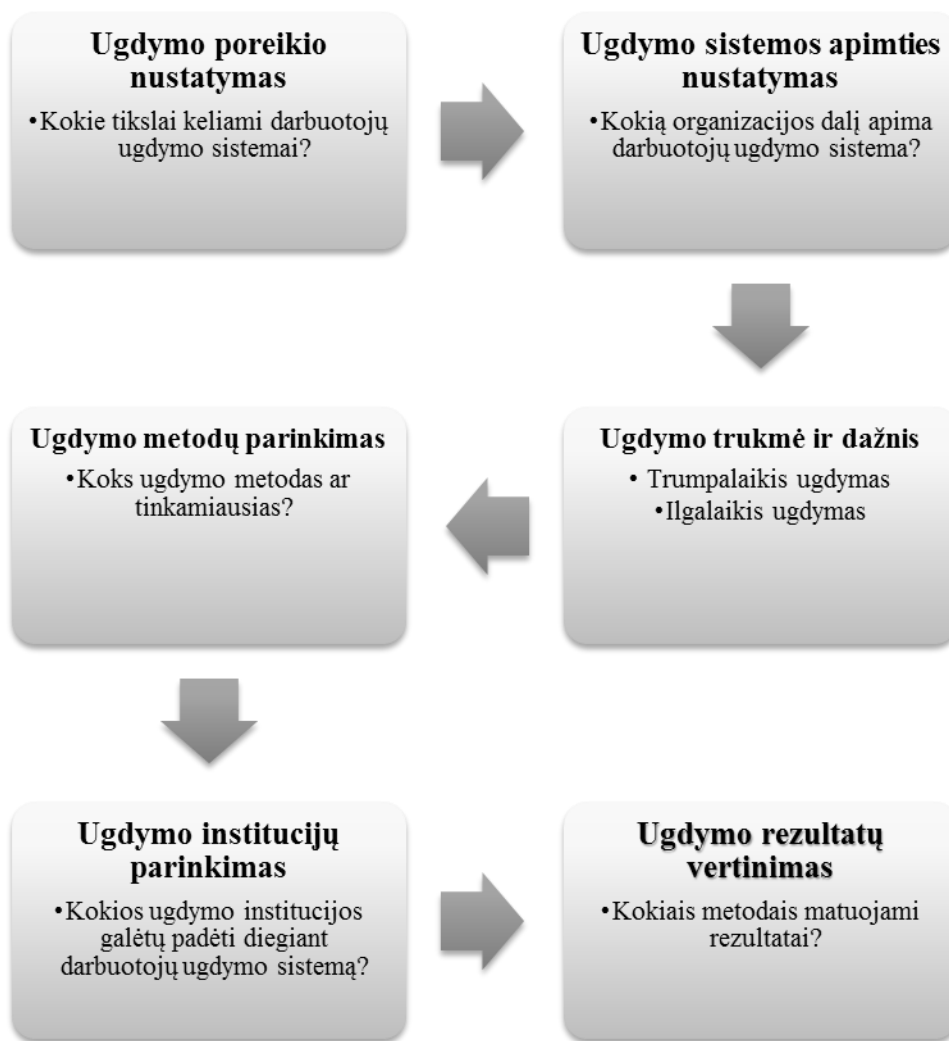 Ugdymo poreikio
nustatymas
•Kokie tikslai keliami darbuotojų
ugdymo sistemai?
Ugdymo sistemos apimties
nustatymas
•Kokią organizacijos dalį apima
darbuotojų ugdymo sistema?
Ugdymo trukmė ir dažnis
• Trumpalaikis ugdymas
•Ilgalaikis ugdymas
Ugdymo metodų parinkimas
•Koks ugdymo metodas ar
tinkamiausias?
Ugdymo institucijų
parinkimas
•Kokios ugdymo institucijos
galėtų padėti diegiant
darbuotojų ugdymo sistemą?
Ugdymo rezultatų
vertinimas
•Kokiais metodais matuojami
rezultatai?